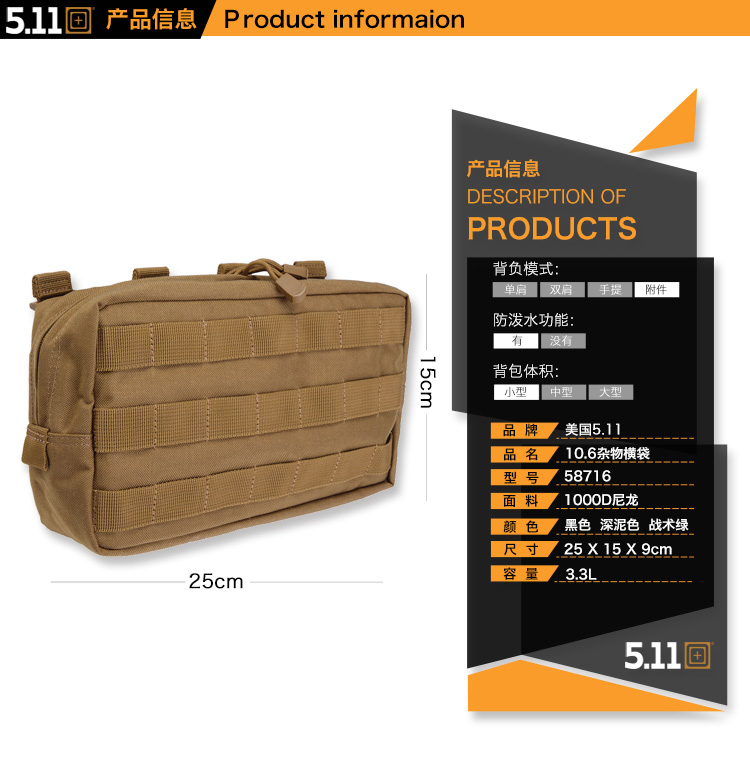 5.11 产品信息 Product informaion
产品信息
DESCRIPTION OF
PRODUCTS
背负模式:
单肩 双肩 手提 附件
防泼水功能:
有 没有
背包体积:
小型 中型 大型
品牌 美国5.11
品名 10.6杂物横袋
型号 58716
面料 1000D尼龙
颜色 黑色 深泥色 战术绿
尺寸 25 X 15 X 9cm
容量 3.3L
15cm
25cm
5.11